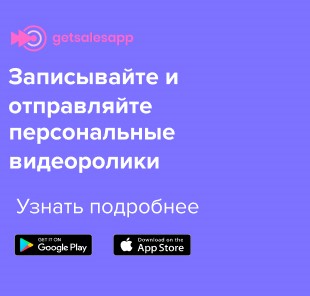 getsalesapp
Записывайте и
отправляйте
персональные
видеоролики
Узнать подробнее
GET IT ON
Google Play
Download on the
App Store